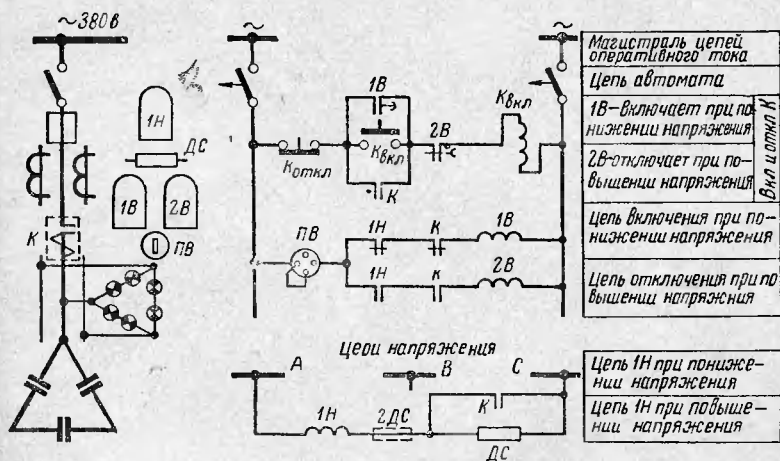 ~380в
1Н
ДС
1В
2В
ПВ
К
~
~
1В
Коткл
Квкл
К
2В
Квкл
ПВ
1Н
К
1В
1Н
К
2В
Цепи напряжения
А
В
С
1Н
2ДС
К
ДС
Магистраль цепей
оперативного тока
Цепь автомата
1В–Включает при по
нижении напряжения
2В–отключает при по–
вышении напряжения
Вкл и откл К
Цепь включения при по–
нижении напряжения
Цепь отключения при по
вышении напряжния
Цепь 1Н при пониже–
нии напряжения
Цепь 1Н при повыше–
нии напряжения